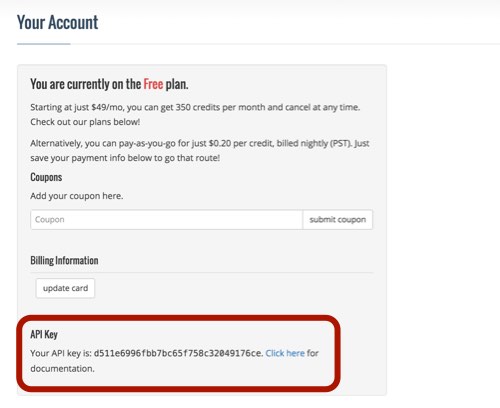 Your Account
You are currently on the Free plan.
Starting at just $49/mo, you can get 350 credits per month and cancel at any time.
Check out our plans below!
Alternatively, you can pay-as-you-go for just $0.20 per credit, billed nightly (PST). Just
save your payment info below to go that route!
Coupons
Add your coupon here.
Coupon
submit coupon
Billing Information
update card
API Key
Your API key is: d511e6996fbb7bc65f758c32049176ce. Click here for
documentation.